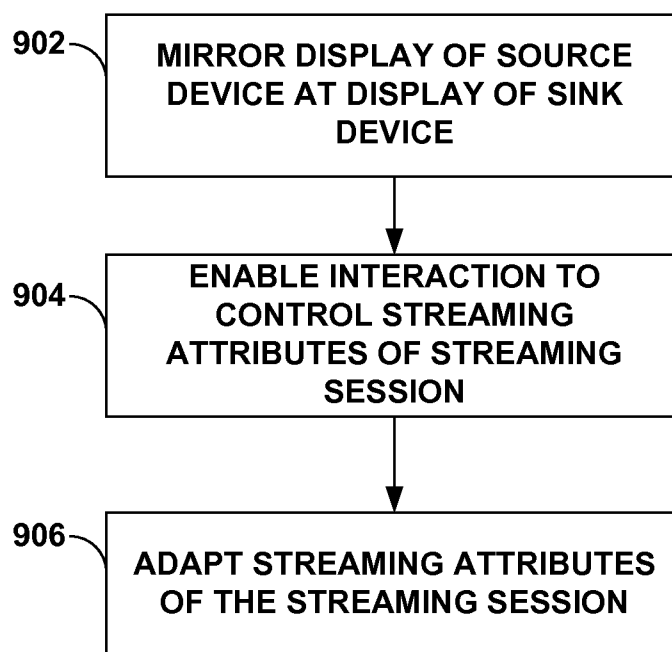 902
MIRROR DISPLAY OF SOURCE
DEVICE AT DISPLAY OF SINK
DEVICE
904
ENABLE INTERACTION TO
CONTROL STREAMING
ATTRIBUTES OF STREAMING
SESSION
906
ADAPT STREAMING ATTRIBUTES
OF THE STREAMING SESSION